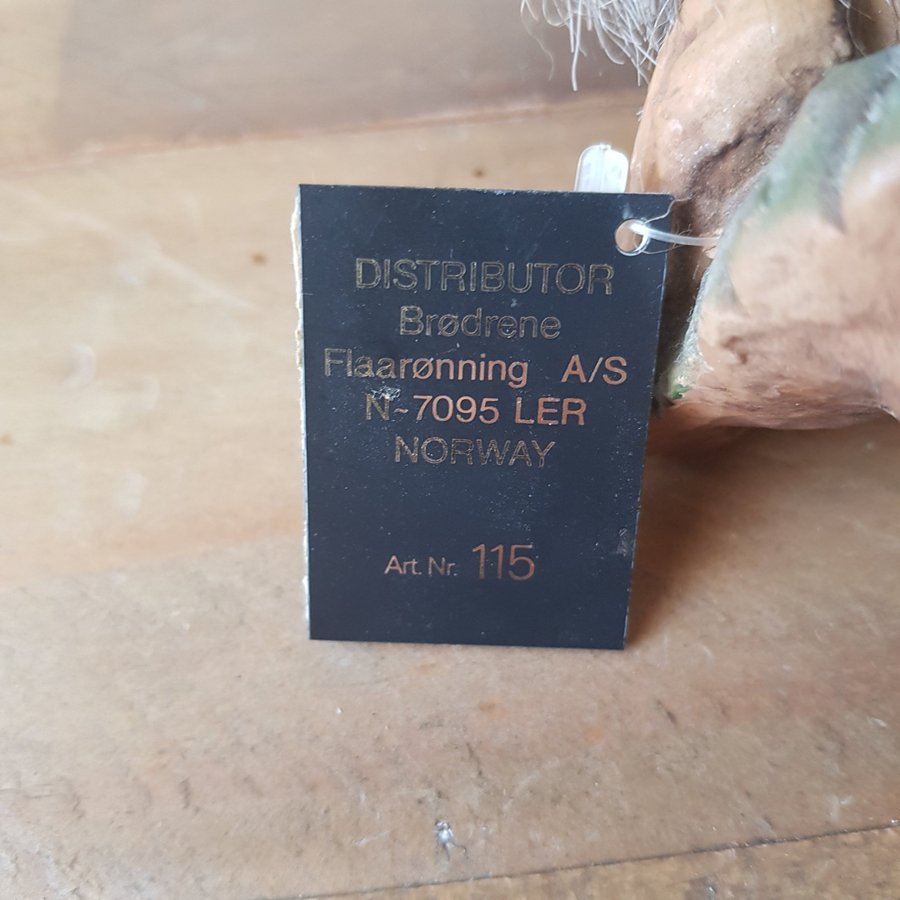 DISTRIBUTOR
Brødrene
Flaarønning A/S
N-7095 LER
NORWAY
Art. Nr. 115